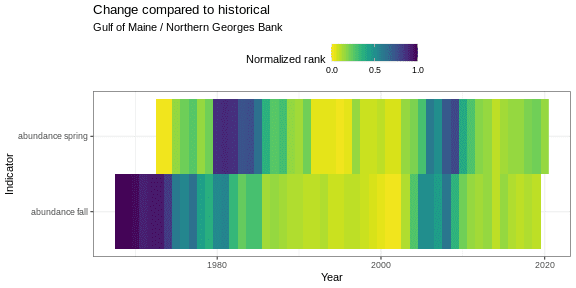 Change compared to historical
Gulf of Maine / Northern Georges Bank
Normalized rank
0.0 0.5 1.0
abundance spring
abundance fall
Indicator
1980 2000 2020
Year